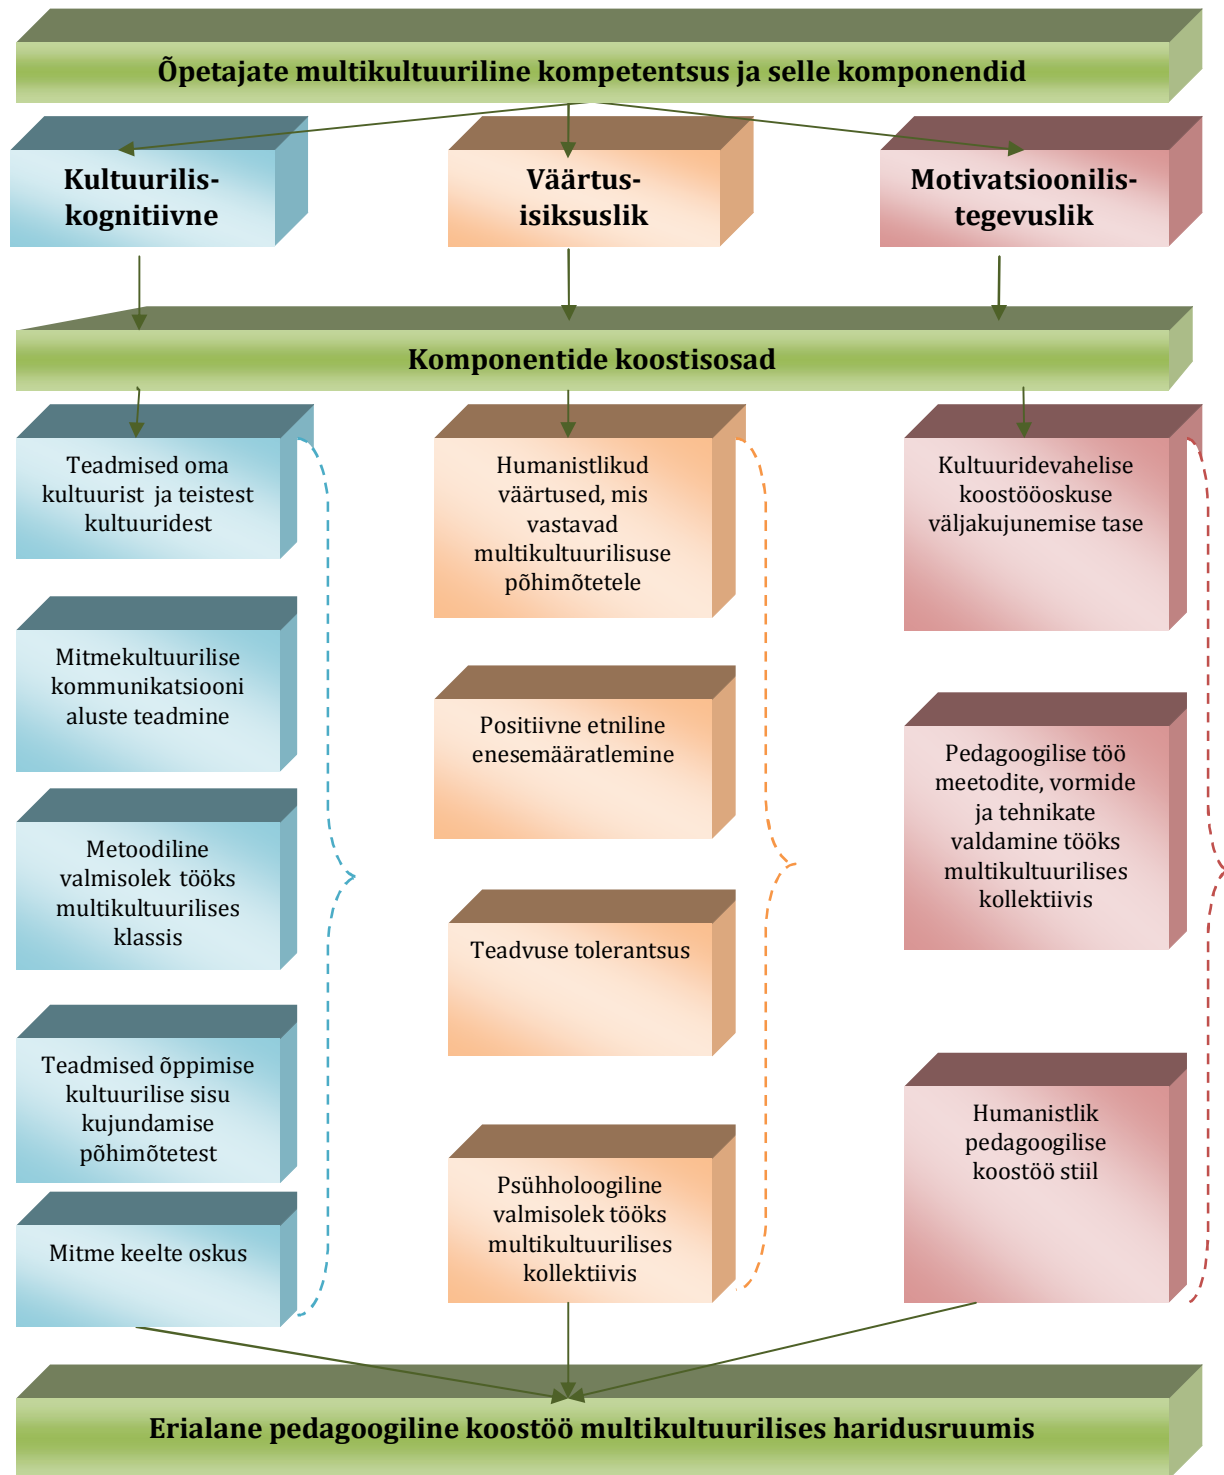 Õpetajate multikultuuriline kompetentsus ja selle komponendid
Kultuurilis-
kognitiivne
Väärtus-
isiksuslik
Motivatsioonilis-
tegevuslik
Komponentide koostisosad
Teadmised oma
kultuurist ja teistest
kultuuridest
Mitmekultuurilise
kommunikatsiooni
aluste teadmine
Metoodiline
valmisolek tööks
multikultuurilises
klassis
Teadmised õppimise
kultuurilise sisu
kujundamise
põhimõtetest
Mitme keelte oskus
Humanistlikud
väärtused, mis
vastavad
multikultuurilisuse
põhimõtetele
Positiivne etniline
enesemääratlemine
Teadvuse tolerantsus
Psühholoogiline
valmisolek tööks
multikultuurilises
kollektiivis
Kultuuridevahelise
koostööoskuse
väljakujunemise tase
Pedagoogilise töö
meetodite, vormide
ja tehnikate
valdamine tööks
multikultuurilises
kollektiivis
Humanistlik
pedagoogilise
koostöö stiil
Erialane pedagoogiline koostöö multikultuurilises haridusruumis